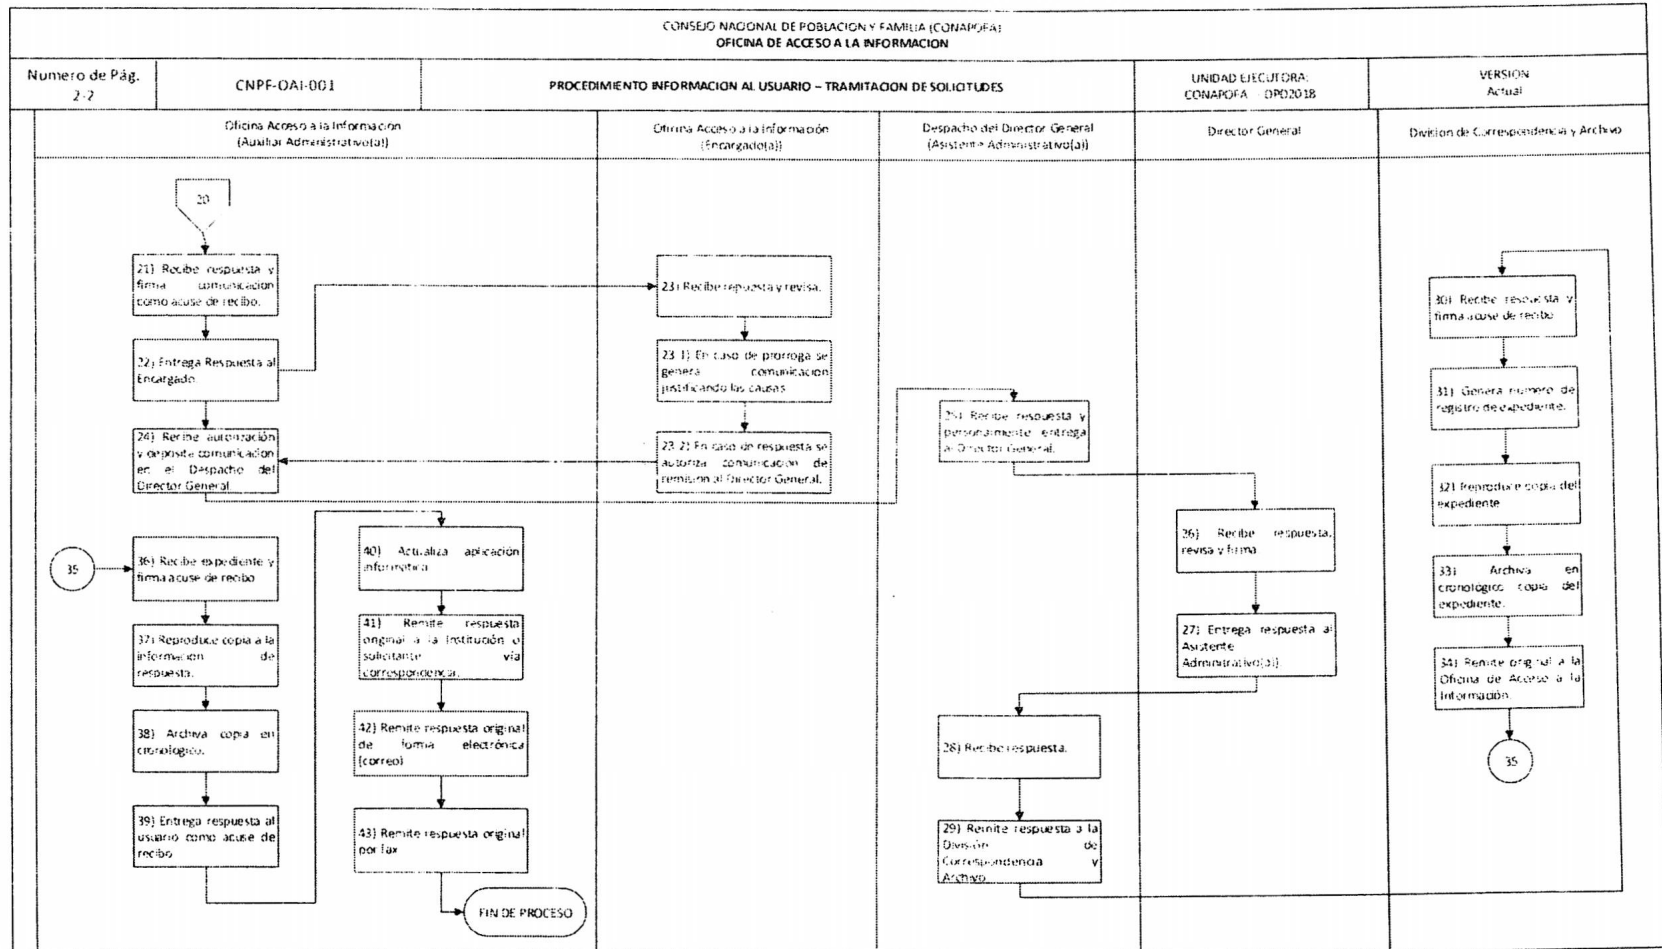 CONSEJO NACIONAL DE POBLACION Y FAMILIA (CONAPOFA)
OFICINA DE ACCESO A LA INFORMACION
Numero de Pág.
2-2
CNPF-OAI-001
PROCEDIMIENTO INFORMACION AL USUARIO – TRAMITACION DE SOLICITUDES
UNIDAD EJECUTORA:
CONAPOFA - DPD2018
VERSION
Actual
Oficina Acceso a la Información
(Auxiliar Administrativo(a))
Oficina Acceso a la Información
(Encargado(a))
Despacho del Director General
(Asistente Administrativo(a))
Director General
Division de Correspondencia y Archivo
20
21) Recibe respuesta y
firma comunicación
como acuse de recibo.
22) Entrega Respuesta al
Encargado
24) Recibe autorización
y deposita comunicación
en el Despacho del
Director General.
23) Recibe repuesta y revisa.
23.1) En caso de prorroga se
genera comunicación
justificando las causas
23.2) En caso de respuesta se
autoriza comunicación de
remisión al Director General.
25) Recibe respuesta y
personalmente entrega
al Director General.
26) Recibe respuesta,
revisa y firma
27) Entrega respuesta al
Asistente
Administrativo(a)
28) Recibe respuesta.
29) Remite respuesta a la
División de
Correspondencia y
Archivo
30) Recibe respuesta y
firma acuse de recibo
31) Genera numero de
registro de expediente.
32) Reproduce copia del
expediente
33) Archiva en
cronológico copia del
expediente.
34) Remite original a la
Oficina de Acceso a la
Información.
35
35
36) Recibe expediente y
firma acuse de recibo
37) Reproduce copia a la
información de
respuesta.
38) Archiva copia en
cronológico.
39) Entrega respuesta al
usuario como acuse de
recibo
40) Actualiza aplicación
informática
41) Remite respuesta
original a la Institución o
solicitante vía
correspondencia.
42) Remite respuesta original
de forma electrónica
(correo)
43) Remite respuesta original
por fax
FIN DE PROCESO